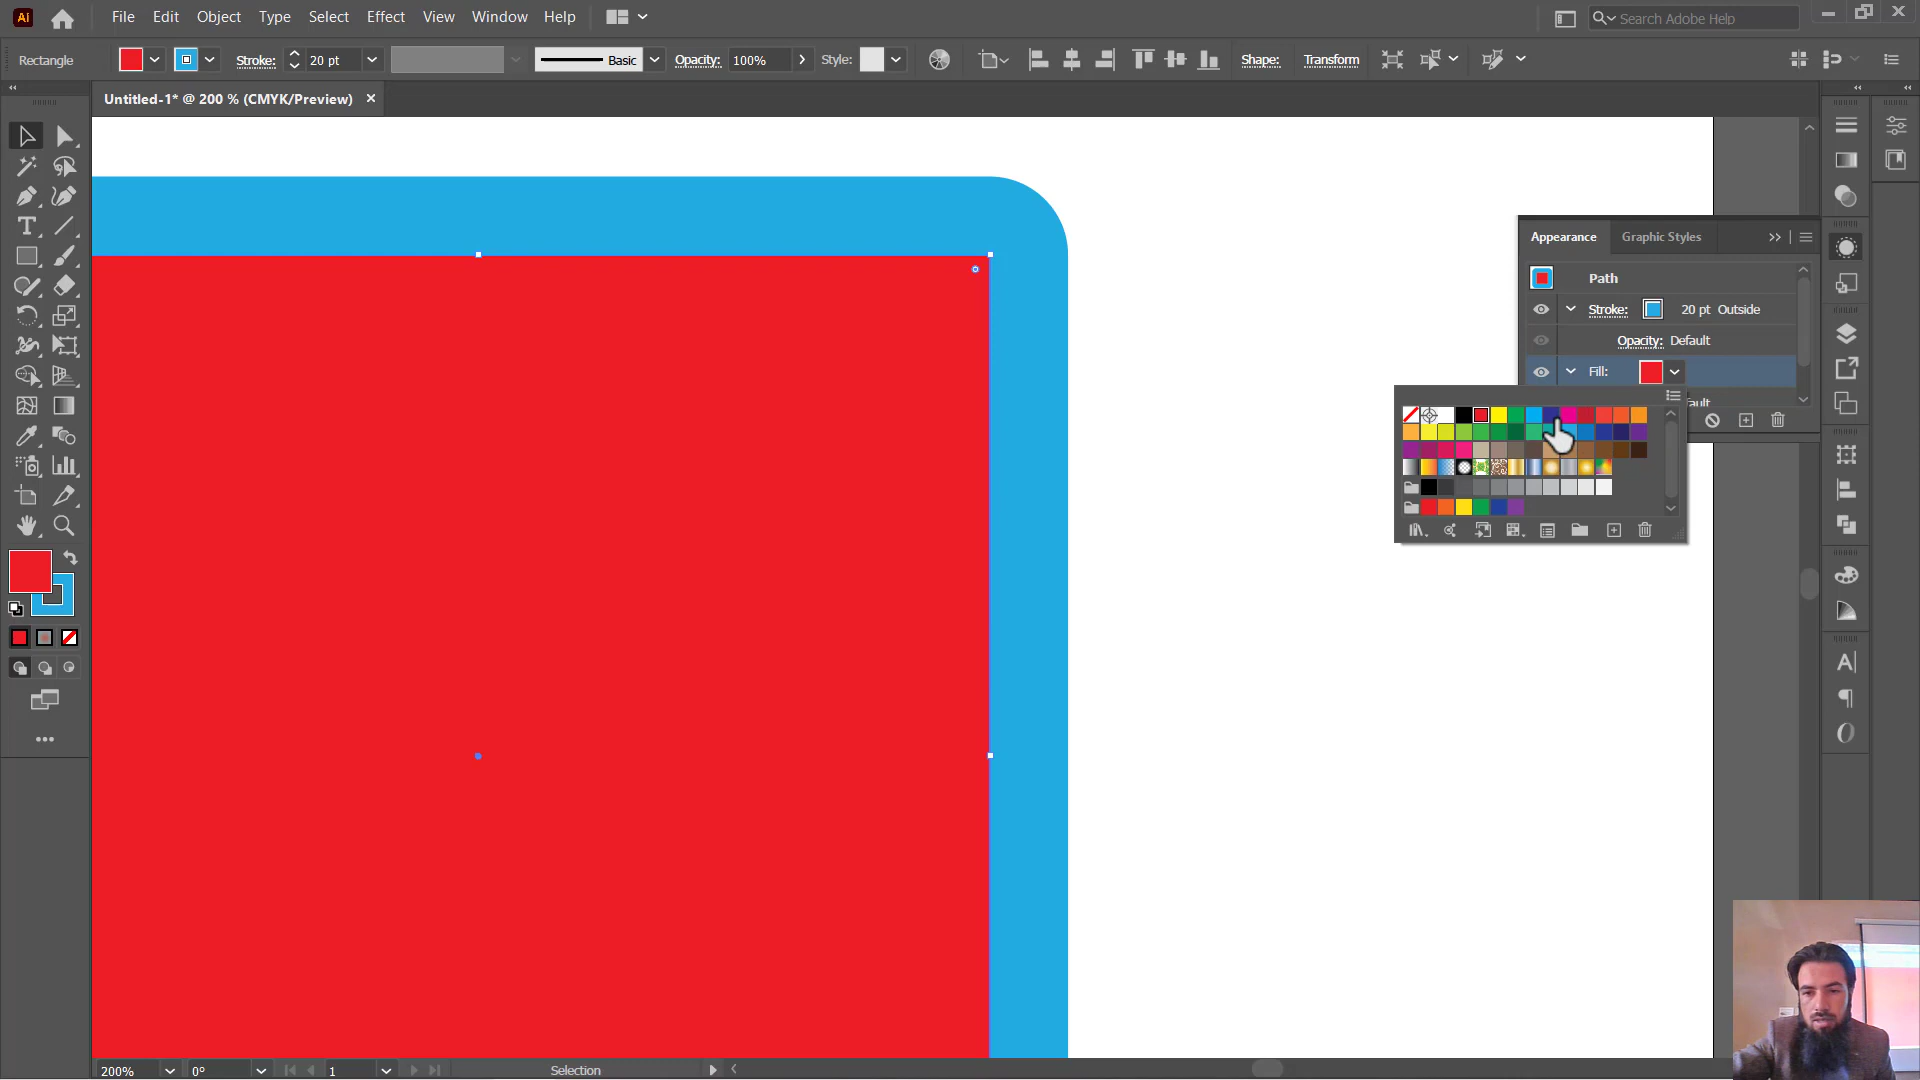 Ai File Edit Object Type Select Effect View Window Help Search Adobe Help
Rectangle Stroke: 20 pt Basic Opacity: 100% Style: Shape: Transform
Untitled-1* @ 200 % (CMYK/Preview)
Appearance Graphic Styles
Path
Stroke: 20 pt Outside
Opacity: Default
Fill:
200% 0° 1 Selection